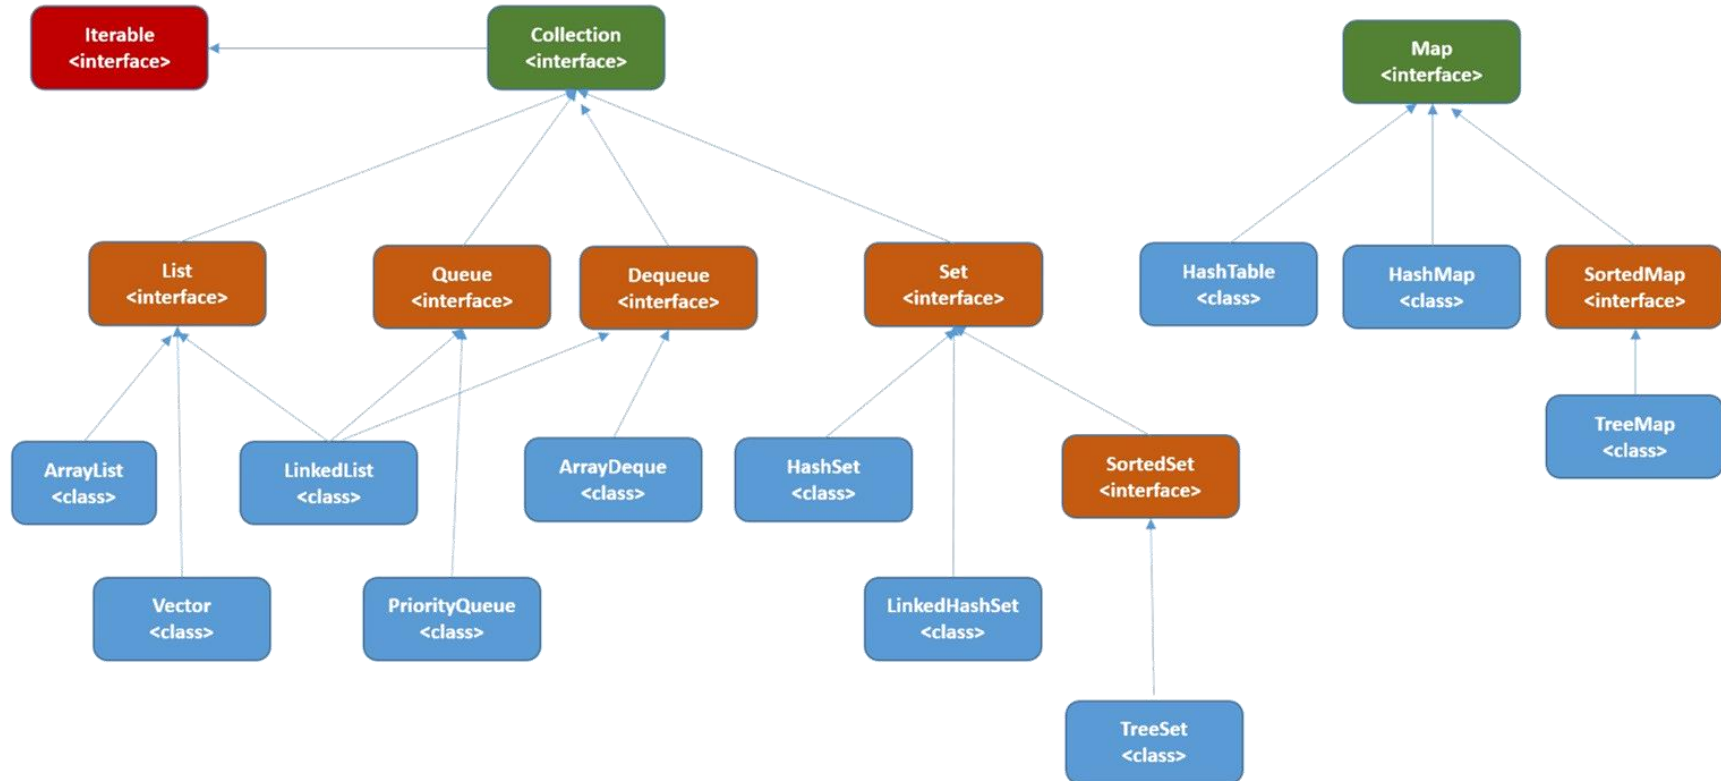 Iterable
<interface>
Collection
<interface>
Map
<interface>
List
<interface>
Queue
<interface>
Dequeue
<interface>
Set
<interface>
HashTable
<class>
HashMap
<class>
SortedMap
<interface>
ArrayList
<class>
LinkedList
<class>
ArrayDeque
<class>
HashSet
<class>
SortedSet
<interface>
TreeMap
<class>
Vector
<class>
PriorityQueue
<class>
LinkedHashSet
<class>
TreeSet
<class>